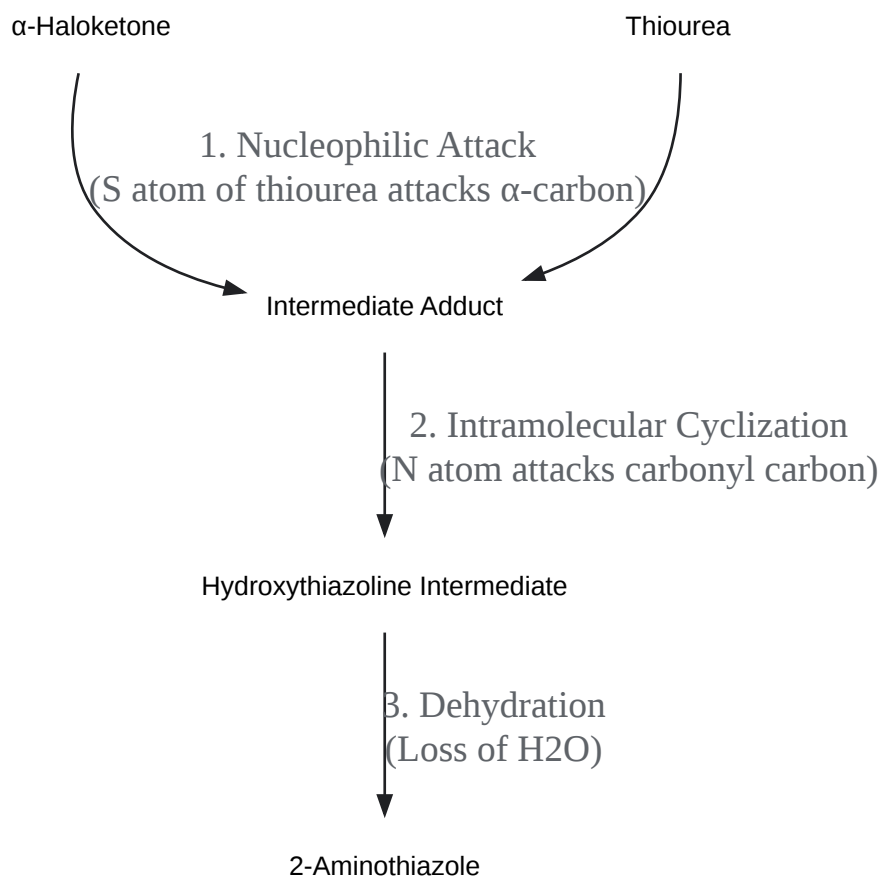 α-Haloketone
Thiourea
1. Nucleophilic Attack
(S atom of thiourea attacks α-carbon)
Intermediate Adduct
2. Intramolecular Cyclization
(N atom attacks carbonyl carbon)
Hydroxythiazoline Intermediate
3. Dehydration
(Loss of H2O)
2-Aminothiazole